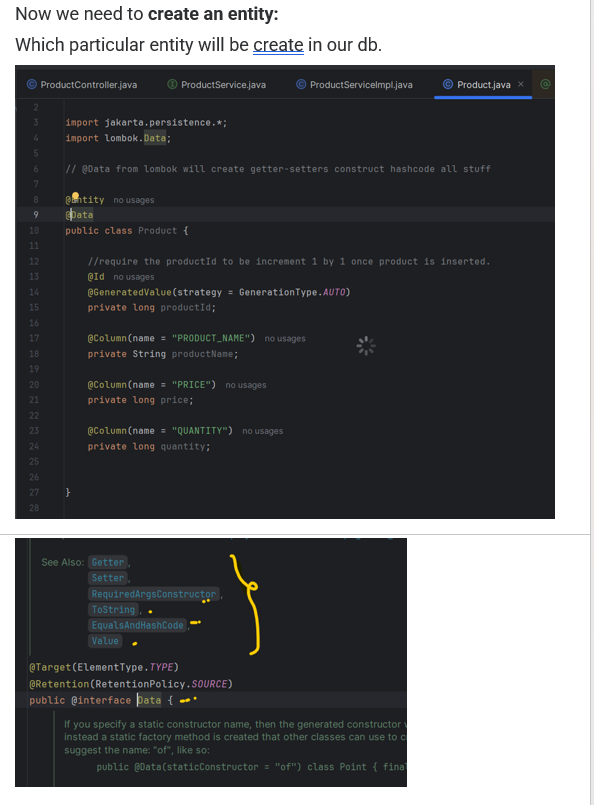 Now we need to create an entity:
Which particular entity will be create in our db.
ProductController.java ProductService.java ProductServiceImpl.java Product.java
2
3 import jakarta.persistence.*;
4 import lombok.Data;
5
6 // @Data from lombok will create getter-setters construct hashcode all stuff
7
8 @Entity no usages
9 @Data
10 public class Product {
11
12 //require the productId to be increment 1 by 1 once product is inserted.
13 @Id no usages
14 @GeneratedValue(strategy = GenerationType.AUTO)
15 private long productId;
16
17 @Column(name = "PRODUCT_NAME") no usages
18 private String productName;
19
20 @Column(name = "PRICE") no usages
21 private long price;
22
23 @Column(name = "QUANTITY") no usages
24 private long quantity;
25
26
27 }
28
See Also: Getter,
Setter,
RequiredArgsConstructor,
ToString,
EqualsAndHashCode,
Value
@Target(ElementType.TYPE)
@Retention(RetentionPolicy.SOURCE)
public @interface Data {
If you specify a static constructor name, then the generated constructor
instead a static factory method is created that other classes can use to
suggest the name: "of", like so:
public @Data(staticConstructor = "of") class Point { final